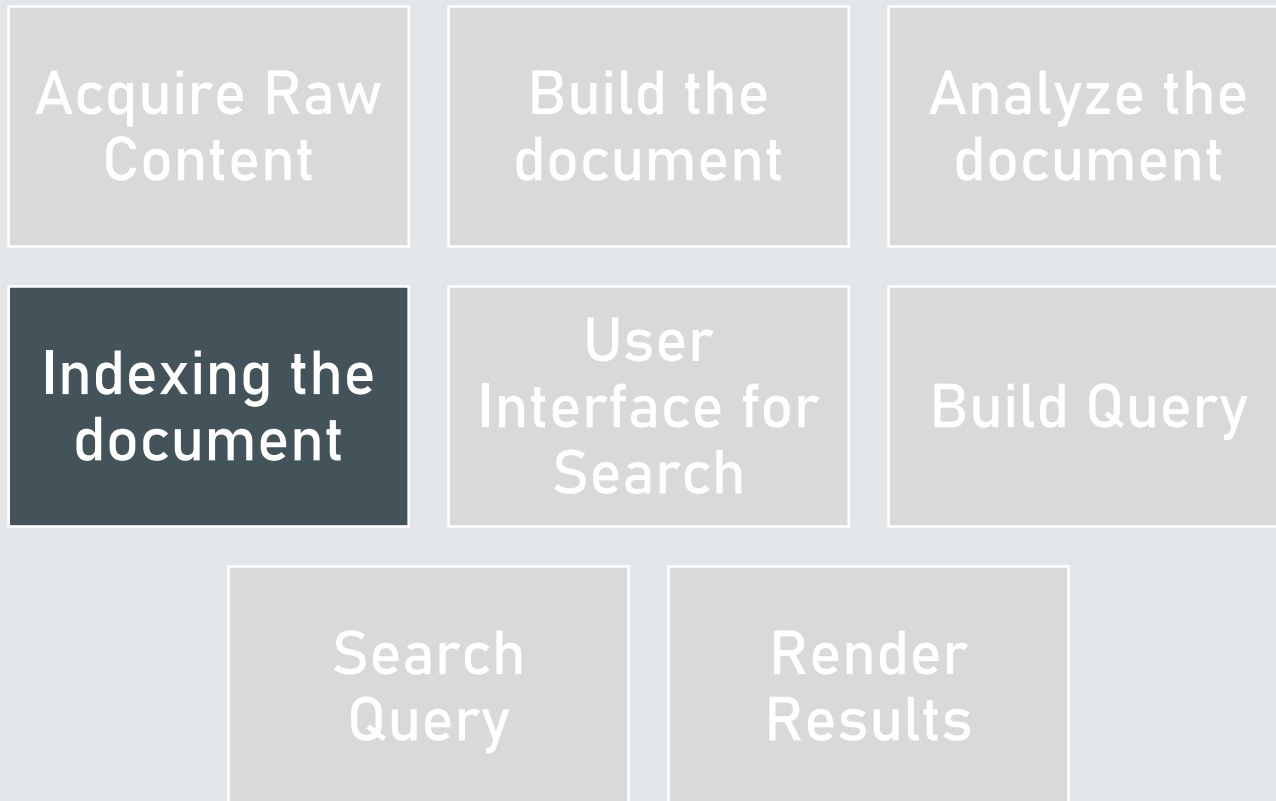 Acquire Raw
Content
Build the
document
Analyze the
document
Indexing the
document
User
Interface for
Search
Build Query
Search
Query
Render
Results